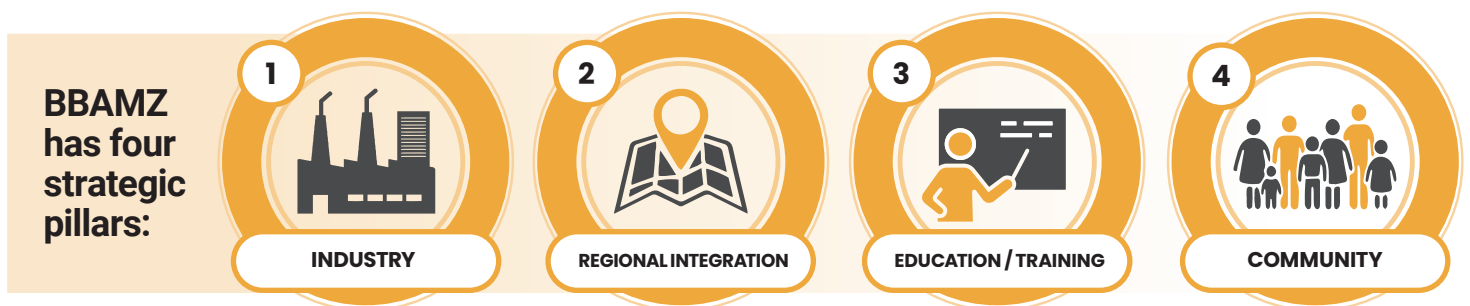 BBAMZ
has four
strategic
pillars:
1
INDUSTRY
2
REGIONAL INTEGRATION
3
EDUCATION / TRAINING
4
COMMUNITY